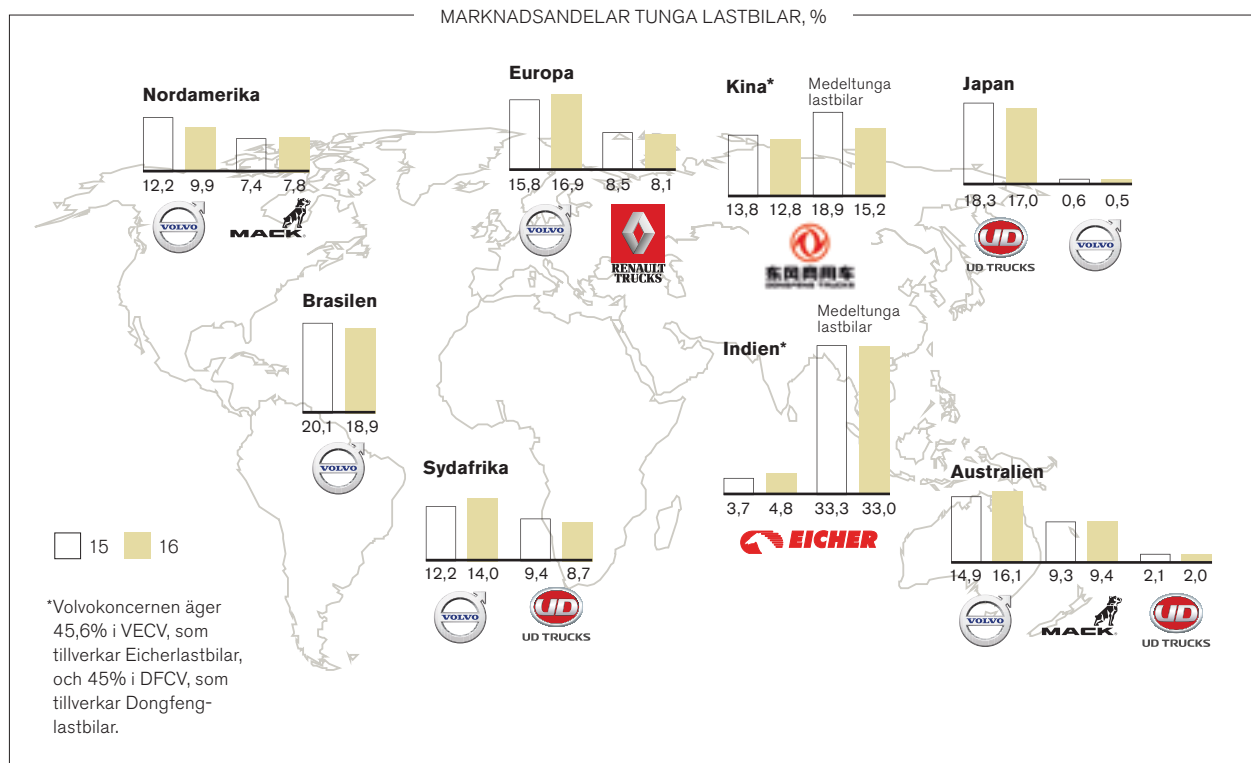 MARKNADSANDELAR TUNGA LASTBILAR, %
Nordamerika
12,2 9,9 7,4 7,8
VOLVO
MACK
Europa
15,8 16,9 8,5 8,1
VOLVO
RENAULT
TRUCKS
Kina*
Medeltunga
lastbilar
13,8 12,8 18,9 15,2
东风商用车
DONGFENG TRUCKS
Japan
18,3 17,0 0,6 0,5
UD
UD TRUCKS
VOLVO
Brasilen
20,1 18,9
VOLVO
Indien*
Medeltunga
lastbilar
3,7 4,8 33,3 33,0
EICHER
Sydafrika
12,2 14,0 9,4 8,7
VOLVO
UD
UD TRUCKS
Australien
14,9 16,1 9,3 9,4 2,1 2,0
VOLVO
MACK
UD
UD TRUCKS
15 16
*Volvokoncernen äger
45,6% i VECV, som
tillverkar Eicherlastbilar,
och 45% i DFCV, som
tillverkar Dongfeng-
lastbilar.